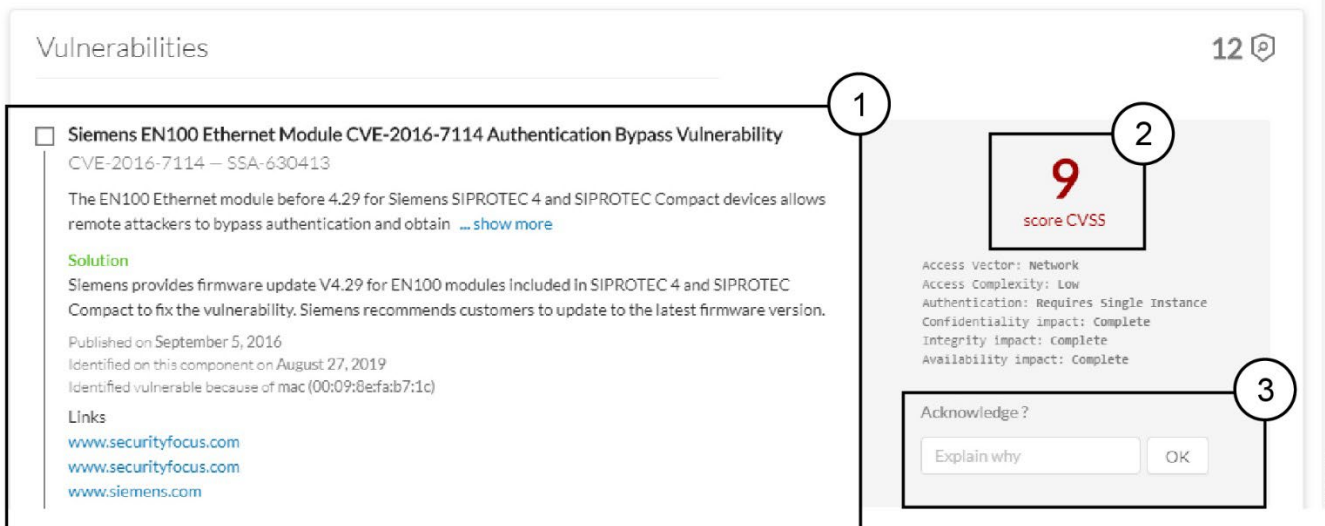 Vulnerabilities
12
1
Siemens EN100 Ethernet Module CVE-2016-7114 Authentication Bypass Vulnerability
CVE-2016-7114 — SSA-630413
The EN100 Ethernet module before 4.29 for Siemens SIPROTEC 4 and SIPROTEC Compact devices allows
remote attackers to bypass authentication and obtain ... show more
Solution
Siemens provides firmware update V4.29 for EN100 modules included in SIPROTEC 4 and SIPROTEC
Compact to fix the vulnerability. Siemens recommends customers to update to the latest firmware version.
Published on September 5, 2016
Identified on this component on August 27, 2019
Identified vulnerable because of mac (00:09:8e:fa:b7:1c)
Links
www.securityfocus.com
www.securityfocus.com
www.siemens.com
2
9
score CVSS
Access Vector: Network
Access Complexity: Low
Authentication: Requires Single Instance
Confidentiality impact: Complete
Integrity impact: Complete
Availability impact: Complete
3
Acknowledge ?
Explain why OK